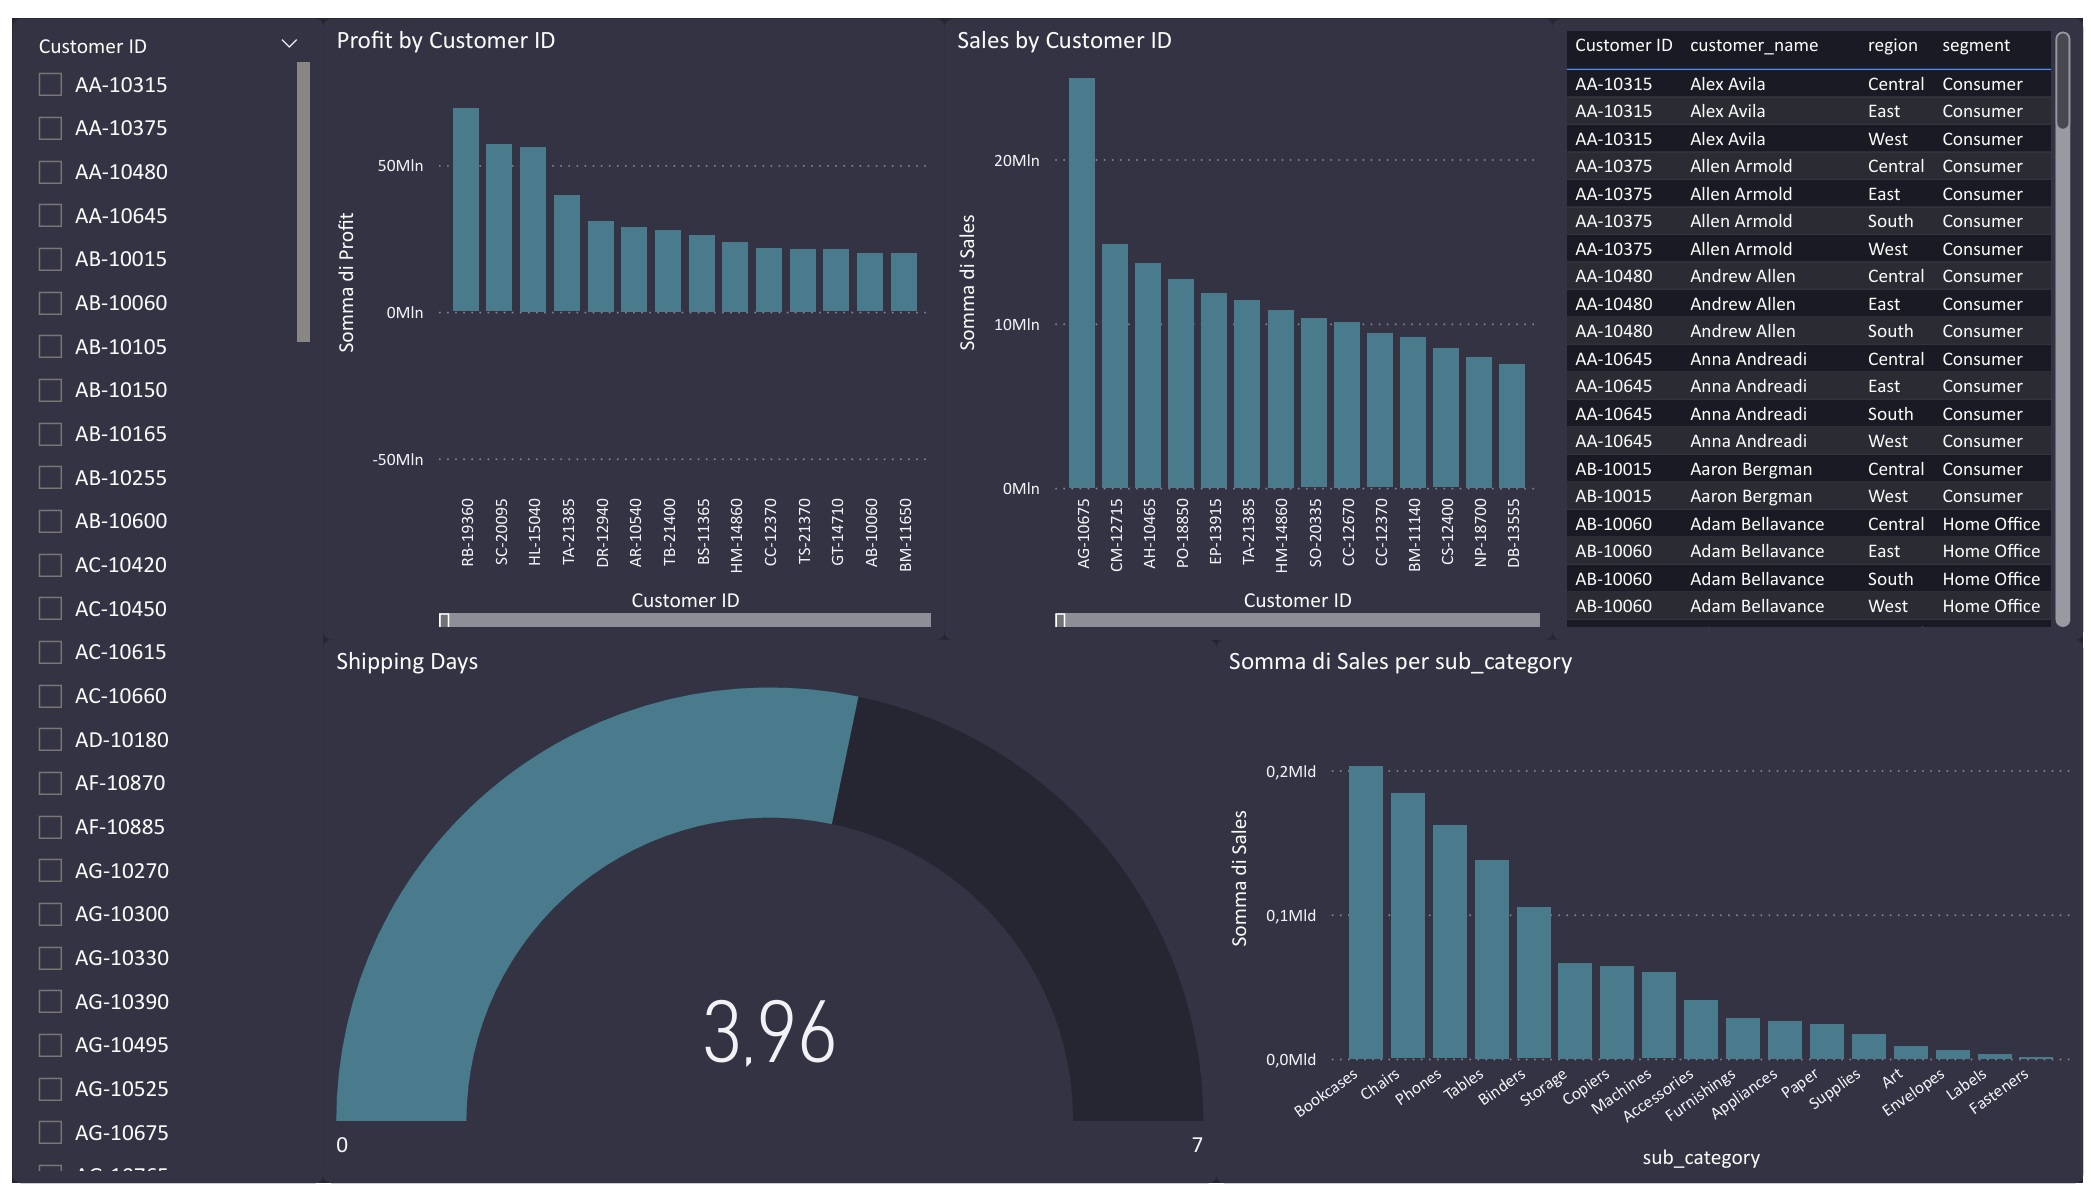 Customer ID
AA-10315
AA-10375
AA-10480
AA-10645
AB-10015
AB-10060
AB-10105
AB-10150
AB-10165
AB-10255
AB-10600
AC-10420
AC-10450
AC-10615
AC-10660
AD-10180
AF-10870
AF-10885
AG-10270
AG-10300
AG-10330
AG-10390
AG-10495
AG-10525
AG-10675
Profit by Customer ID
Somma di Profit
50Mln
0Mln
-50Mln
RB-19360
SC-20095
HL-15040
TA-21385
DR-12940
AR-10540
TB-21400
BS-11365
HM-14860
CC-12370
TS-21370
GT-14710
AB-10060
BM-11650
Customer ID
Sales by Customer ID
Somma di Sales
20Mln
10Mln
0Mln
AG-10675
CM-12715
AH-10465
PO-18850
EP-13915
TA-21385
HM-14860
SO-20335
CC-12670
CC-12370
BM-11140
CS-12400
NP-18700
DB-13555
Customer ID
Customer ID customer_name region segment
AA-10315 Alex Avila Central Consumer
AA-10315 Alex Avila East Consumer
AA-10315 Alex Avila West Consumer
AA-10375 Allen Armold Central Consumer
AA-10375 Allen Armold East Consumer
AA-10375 Allen Armold South Consumer
AA-10375 Allen Armold West Consumer
AA-10480 Andrew Allen Central Consumer
AA-10480 Andrew Allen East Consumer
AA-10480 Andrew Allen South Consumer
AA-10645 Anna Andreadi Central Consumer
AA-10645 Anna Andreadi East Consumer
AA-10645 Anna Andreadi South Consumer
AA-10645 Anna Andreadi West Consumer
AB-10015 Aaron Bergman Central Consumer
AB-10015 Aaron Bergman West Consumer
AB-10060 Adam Bellavance Central Home Office
AB-10060 Adam Bellavance East Home Office
AB-10060 Adam Bellavance South Home Office
AB-10060 Adam Bellavance West Home Office
Shipping Days
3,96
0
7
Somma di Sales per sub_category
Somma di Sales
0,2Mld
0,1Mld
0,0Mld
Bookcases
Chairs
Phones
Tables
Binders
Storage
Copiers
Machines
Accessories
Furnishings
Appliances
Paper
Supplies
Art
Envelopes
Labels
Fasteners
sub_category